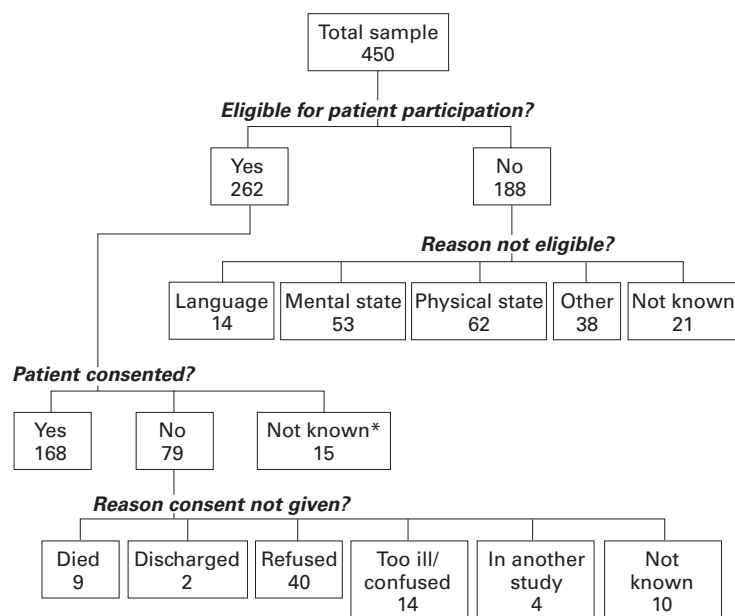 Total sample
450
Eligible for patient participation?
Yes
262
No
188
Reason not eligible?
Language
14
Mental state
53
Physical state
62
Other
38
Not known
21
Patient consented?
Yes
168
No
79
Not known*
15
Reason consent not given?
Died
9
Discharged
2
Refused
40
Too ill/
confused
14
In another
study
4
Not
known
10